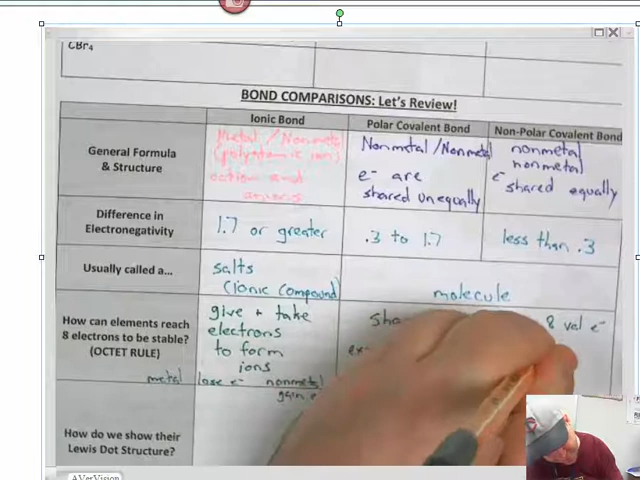 CBr4
BOND COMPARISONS: Let's Review!
Ionic Bond
Polar Covalent Bond
Non-Polar Covalent Bond
General Formula
& Structure
Metal / Nonmetal
(polyatomic ion)
cation and
anions
Nonmetal / Nonmetal
e- are
shared unequally
nonmetal
nonmetal
e- shared equally
Difference in
Electronegativity
1.7 or greater
.3 to 1.7
less than .3
Usually called a...
salts
(Ionic Compound)
molecule
How can elements reach
8 electrons to be stable?
(OCTET RULE)
give + take
electrons
to form
ions
metal lose e- nonmetal
gain e
8 val e-
How do we show their
Lewis Dot Structure?
AVerVision